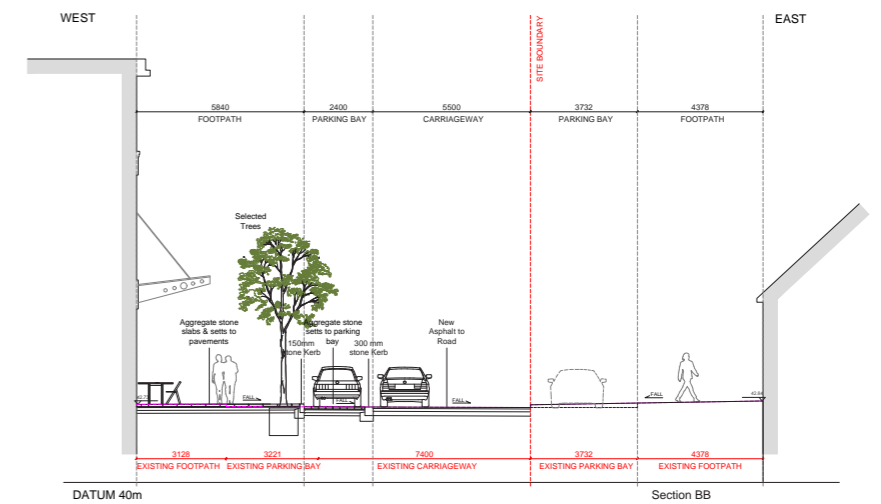 WEST
EAST
SITE BOUNDARY
5840
2400
5500
3732
4378
FOOTPATH
PARKING BAY
CARRIAGEWAY
PARKING BAY
FOOTPATH
Selected
Trees
Aggregate stone
slabs & setts to
pavements
150mm
stone Kerb
Aggregate stone
setts to parking
bay
300 mm
stone Kerb
New
Asphalt to
Road
FALL
FALL
FALL
FALL
42.84
3128
3221
7400
3732
4378
EXISTING FOOTPATH
EXISTING PARKING BAY
EXISTING CARRIAGEWAY
EXISTING PARKING BAY
EXISTING FOOTPATH
DATUM 40m
Section BB